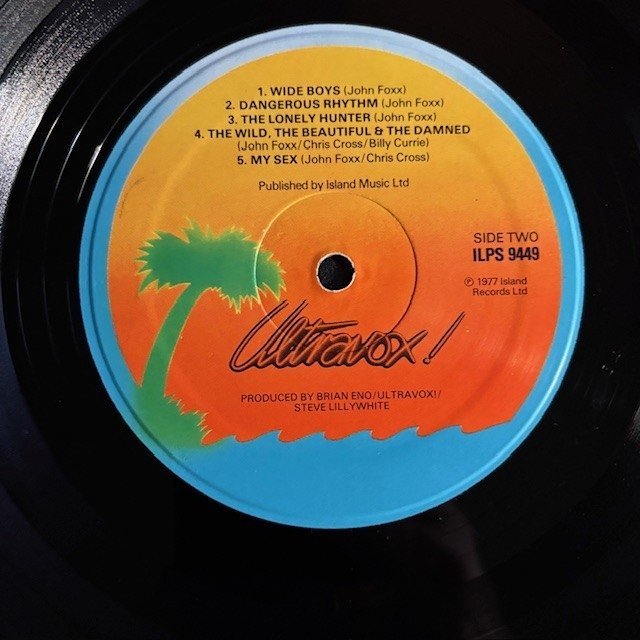 1. WIDE BOYS (John Foxx)
2. DANGEROUS RHYTHM (John Foxx)
3. THE LONELY HUNTER (John Foxx)
4. THE WILD, THE BEAUTIFUL & THE DAMNED
(John Foxx/Chris Cross/Billy Currie)
5. MY SEX (John Foxx/Chris Cross)
Published by Island Music Ltd
SIDE TWO
ILPS 9449
℗ 1977 Island
Records Ltd
Ultravox!
PRODUCED BY BRIAN ENO/ULTRAVOX!/
STEVE LILLYWHITE